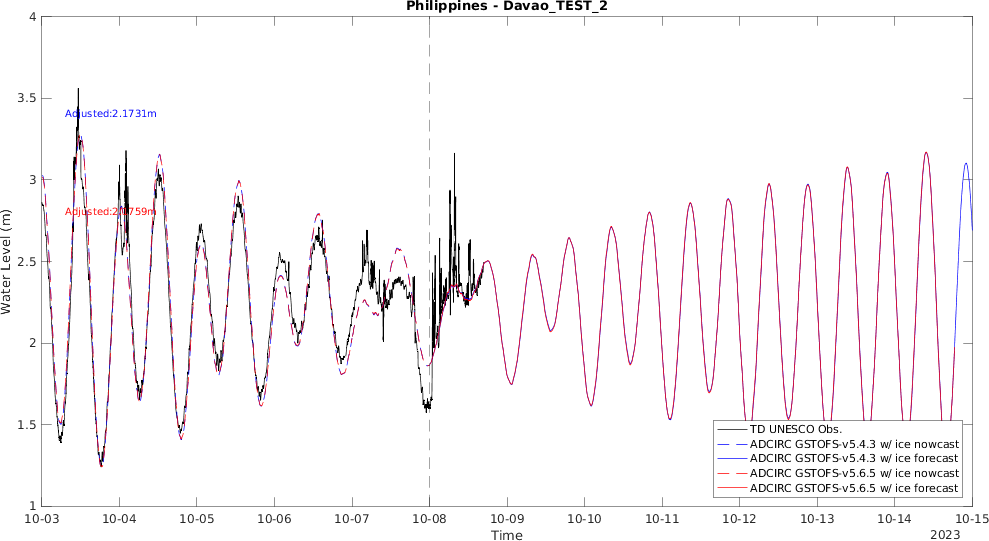 Philippines - Davao_TEST_2
Water Level (m)
4
3.5
3
2.5
2
1.5
1
Adjusted:2.1731m
Adjusted:2.0759m
TD UNESCO Obs.
ADCIRC GSTOFS-v5.4.3 w/ ice nowcast
ADCIRC GSTOFS-v5.4.3 w/ ice forecast
ADCIRC GSTOFS-v5.6.5 w/ ice nowcast
ADCIRC GSTOFS-v5.6.5 w/ ice forecast
10-03 10-04 10-05 10-06 10-07 10-08 10-09 10-10 10-11 10-12 10-13 10-14 10-15
Time
2023